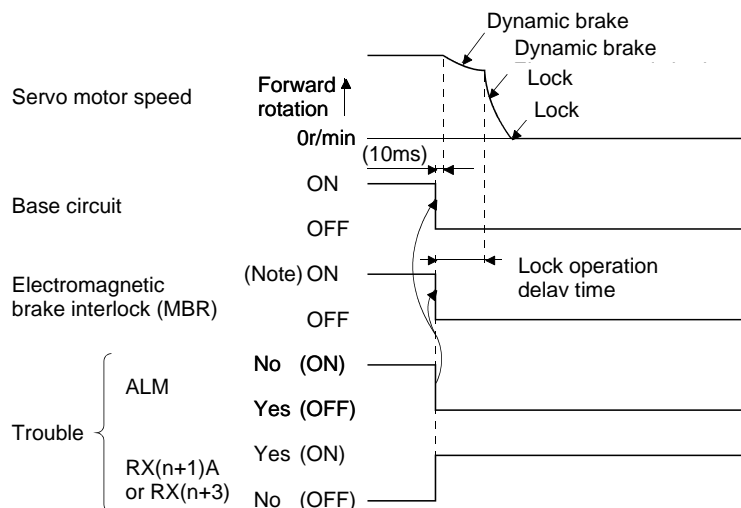 Dynamic brake
Dynamic brake
Lock
Lock
Servo motor speed
Forward
rotation
0r/min
(10ms)
Base circuit
ON
OFF
Electromagnetic
brake interlock (MBR)
(Note) ON
OFF
Lock operation
delay time
Trouble
ALM
No (ON)
Yes (OFF)
RX(n+1)A
or RX(n+3)
Yes (ON)
No (OFF)